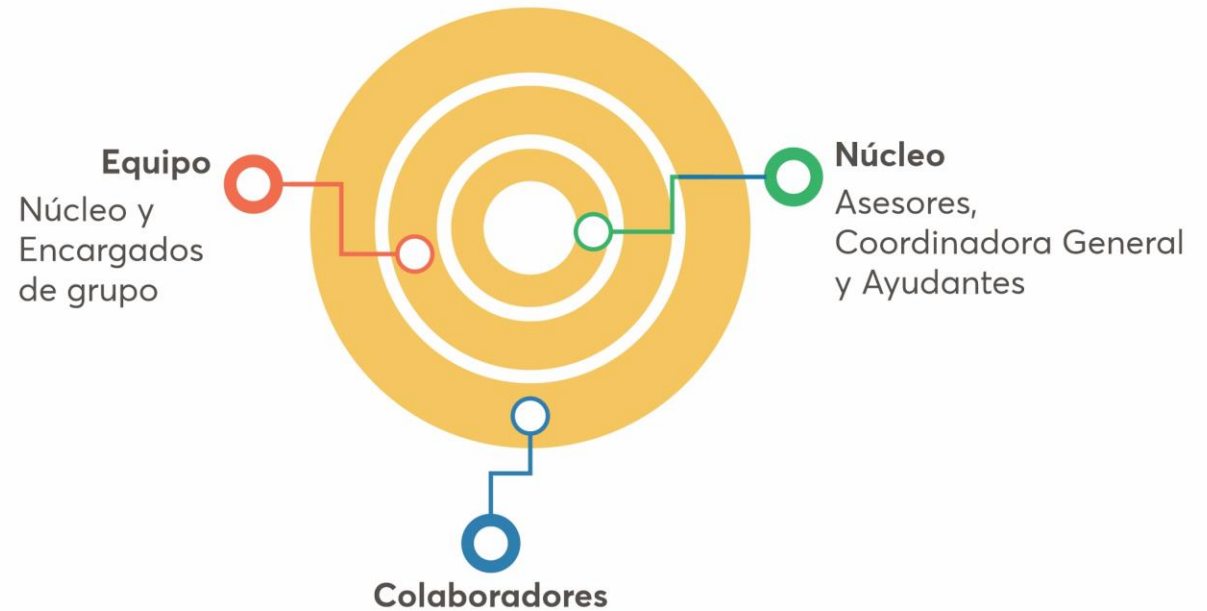 Equipo
Núcleo y
Encargados
de grupo
Núcleo
Asesores,
Coordinadora General
y Ayudantes
Colaboradores